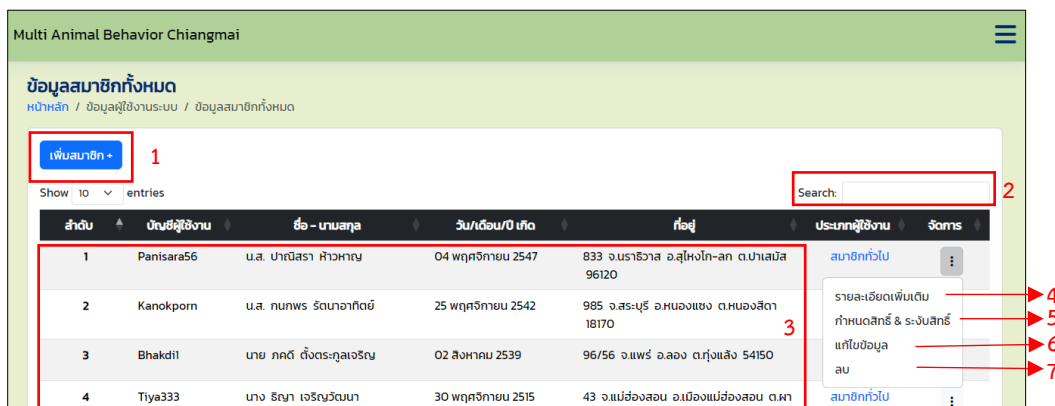 Multi Animal Behavior Chiangmai
ข้อมูลสมาชิกทั้งหมด
หน้าหลัก / ข้อมูลผู้ใช้งานระบบ / ข้อมูลสมาชิกทั้งหมด
เพิ่มสมาชิก + 1
Show 10 entries Search: 2
ลำดับ บัญชีผู้ใช้งาน ชื่อ - นามสกุล วัน/เดือน/ปี เกิด ที่อยู่ ประเภทผู้ใช้งาน จัดการ
1 Panisara56 น.ส. ปาณิสรา ห้าวหาญ 04 พฤศจิกายน 2547 833 จ.นราธิวาส อ.สุไหงโก-ลก ต.ปาเสมัส สมาชิกทั่วไป
96120
รายละเอียดเพิ่มเติม 4
2 Kanokporn น.ส. กนกพร รัตนาอาทิตย์ 25 พฤศจิกายน 2542 985 จ.สระบุรี อ.หนองแซง ต.หนองสีดา
18170
3
กำหนดสิทธิ์ & ระงับสิทธิ์ 5
แก้ไขข้อมูล 6
3 Bhakdi1 นาย ภคดี ตั้งตระกูลเจริญ 02 สิงหาคม 2539 96/56 จ.แพร่ อ.ลอง ต.ทุ่งแล้ง 54150
ลบ 7
4 Tiya333 นาง ธิญา เจริญวัฒนา 30 พฤศจิกายน 2515 43 จ.แม่ฮ่องสอน อ.เมืองแม่ฮ่องสอน ต.ผา สมาชิกทั่วไป